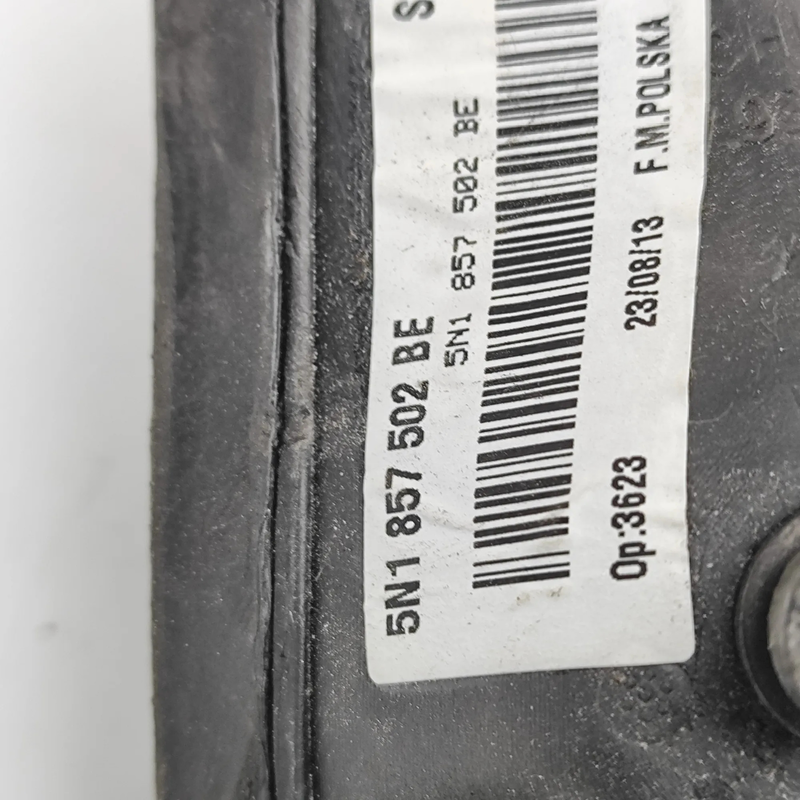 5N1 857 502 BE S
5N1 857 502 BE
Op:3623 23/08/13 F.M.POLSKA